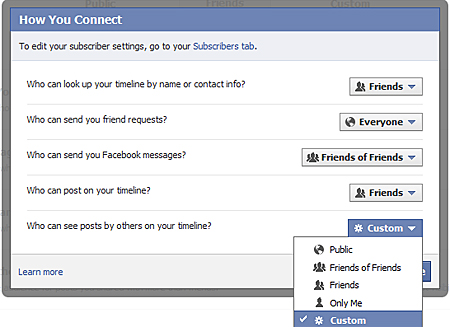 Public Friends Custom
How You Connect
To edit your subscriber settings, go to your Subscribers tab.
Who can look up your timeline by name or contact info? Friends
Who can send you friend requests? Everyone
Who can send you Facebook messages? Friends of Friends
Who can post on your timeline? Friends
Who can see posts by others on your timeline? Custom
Public
Friends of Friends
Learn more
Friends
Only Me
Custom